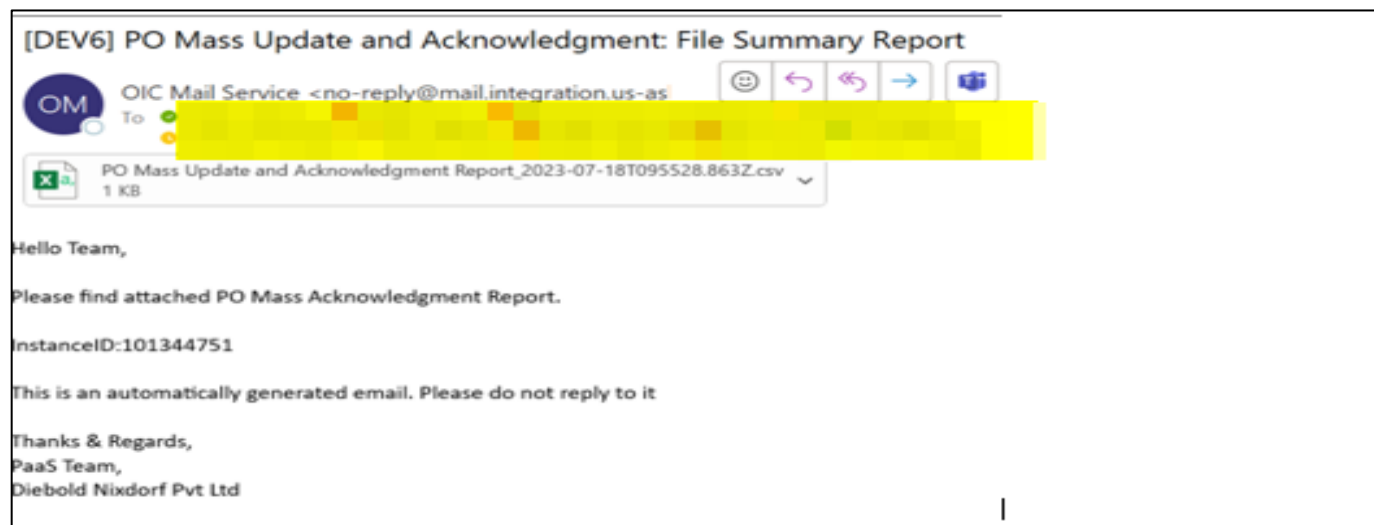 [DEV6] PO Mass Update and Acknowledgment: File Summary Report
OM
OIC Mail Service <no-reply@mail.integration.us-as
To
PO Mass Update and Acknowledgment Report_2023-07-18T095528.863Z.csv
1 KB
Hello Team,
Please find attached PO Mass Acknowledgment Report.
InstanceID:101344751
This is an automatically generated email. Please do not reply to it
Thanks & Regards,
PaaS Team,
Diebold Nixdorf Pvt Ltd